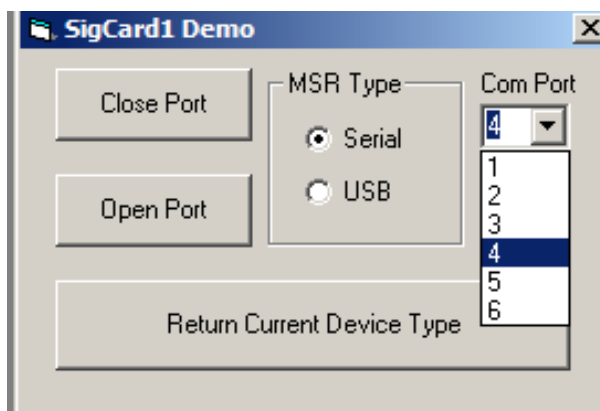 SigCard1 Demo
Close Port
MSR Type
Com Port
Serial
4
USB
Open Port
1
2
3
4
5
6
Return Current Device Type